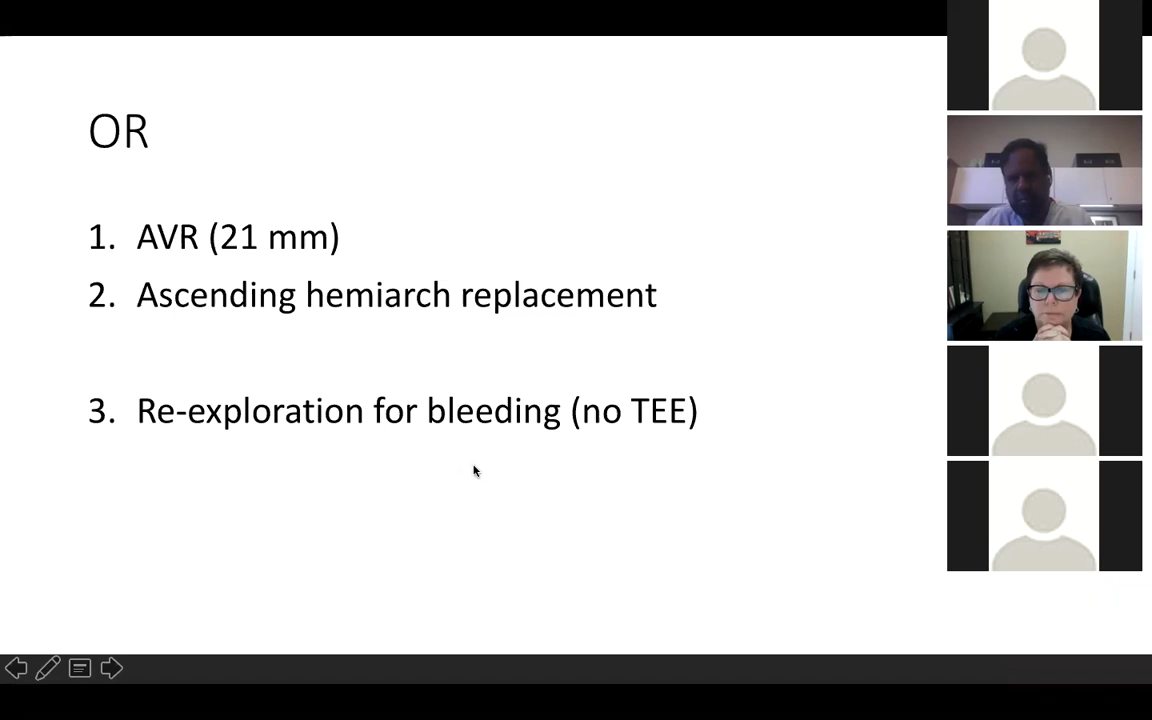 OR
1. AVR (21 mm)
2. Ascending hemiarch replacement
3. Re-exploration for bleeding (no TEE)